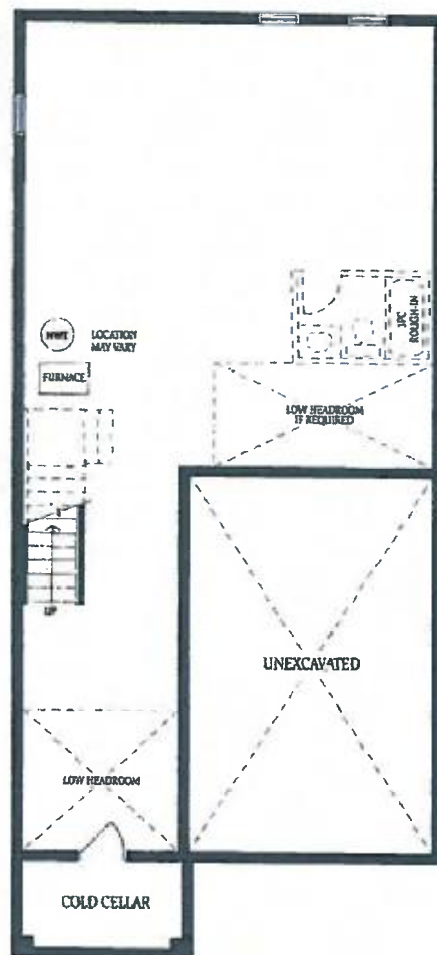 3PC
ROUGH-IN
HWT
LOCATION
MAY VARY
FURNACE
LOW HEADROOM
IF REQUIRED
UP
UNEXCAVATED
LOW HEADROOM
COLD CELLAR